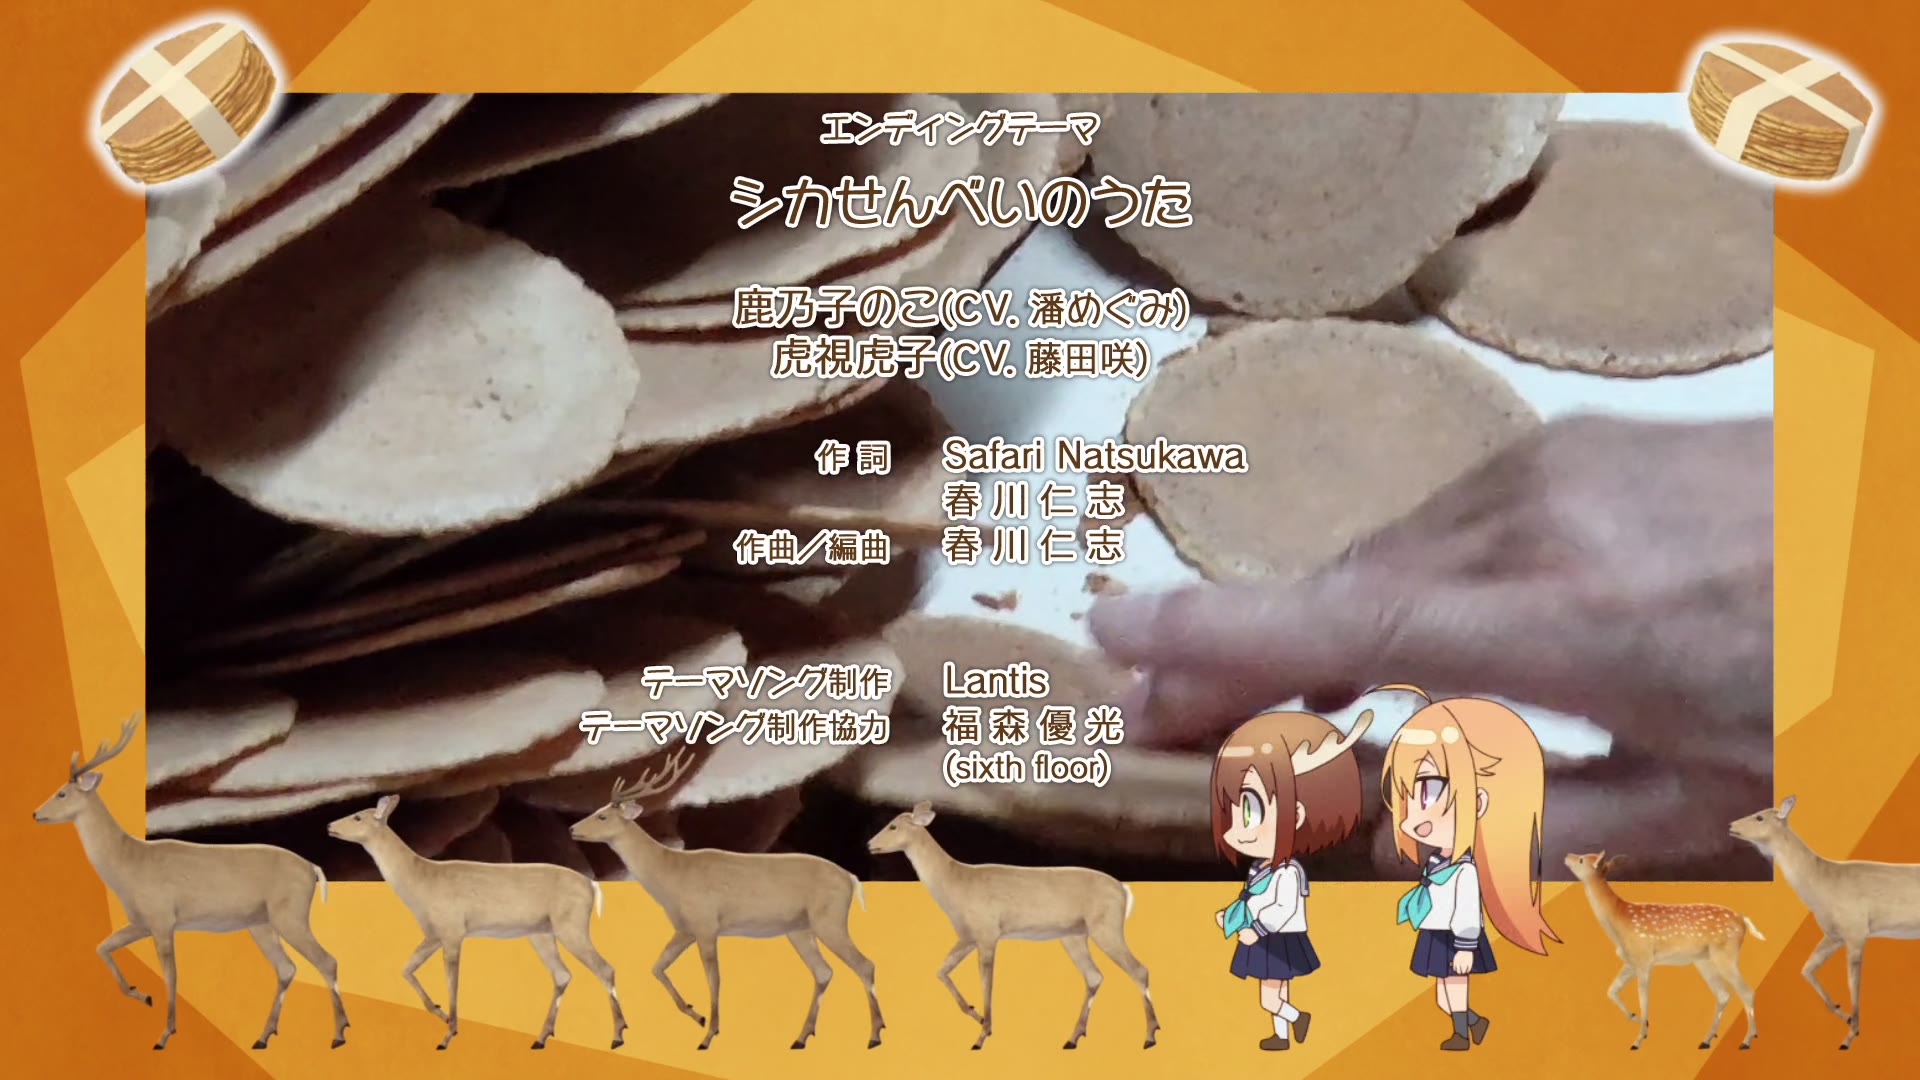 エンディングテーマ
シカせんべいのうた
鹿乃子のこ(CV. 潘めぐみ)
虎視虎子(CV. 藤田咲)
作詞 Safari Natsukawa
春川仁志
作曲／編曲 春川仁志
テーマソング制作 Lantis
テーマソング制作協力 福森優光
(sixth floor)